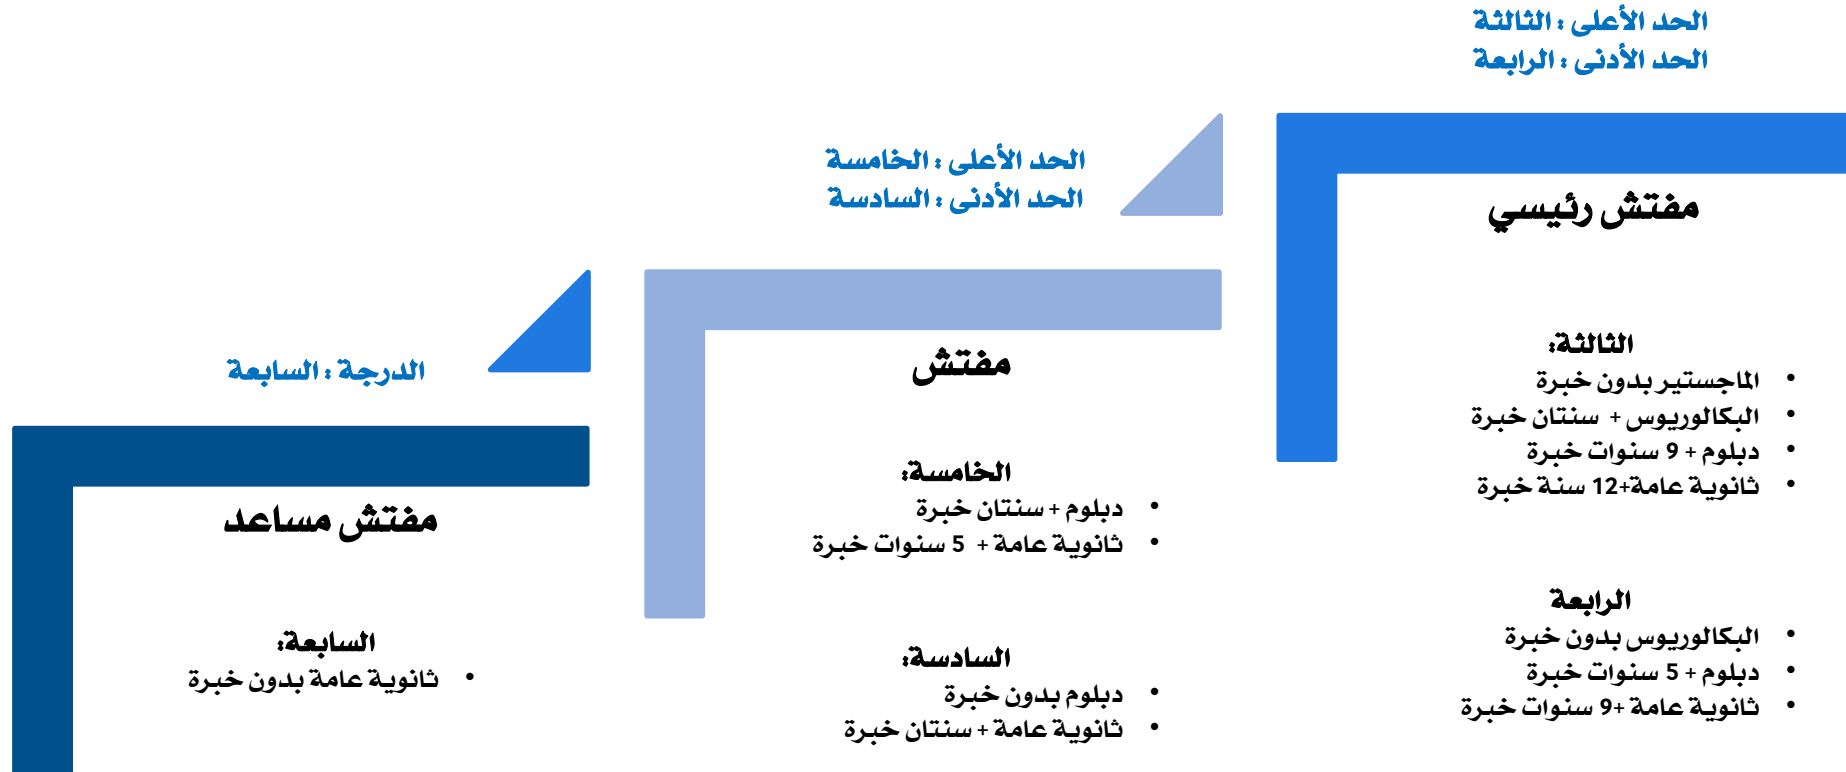 الحد الأعلى : الثالثة
الحد الأدنى : الرابعة
مفتش رئيسي
الثالثة:
• الماجستير بدون خبرة
• البكالوريوس + سنتان خبرة
• دبلوم + 9 سنوات خبرة
• ثانوية عامة+12 سنة خبرة
الرابعة
• البكالوريوس بدون خبرة
• دبلوم + 5 سنوات خبرة
• ثانوية عامة +9 سنوات خبرة
الحد الأعلى : الخامسة
الحد الأدنى : السادسة
مفتش
الخامسة:
• دبلوم + سنتان خبرة
• ثانوية عامة + 5 سنوات خبرة
السادسة:
• دبلوم بدون خبرة
• ثانوية عامة + سنتان خبرة
الدرجة : السابعة
مفتش مساعد
السابعة:
• ثانوية عامة بدون خبرة